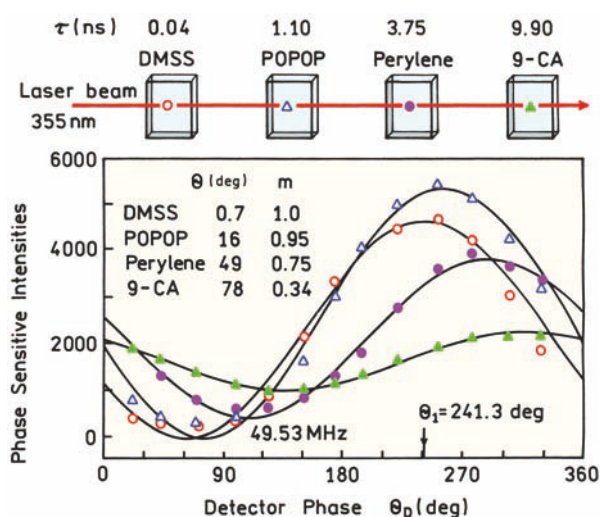 τ(ns) 0.04 1.10 3.75 9.90
DMSS POPOP Perylene 9-CA
Laser beam
355 nm
Phase Sensitive Intensities
6000
4000
2000
0
Θ (deg) m
DMSS 0.7 1.0
POPOP 16 0.95
Perylene 49 0.75
9-CA 78 0.34
49.53 MHz
Θ₁=241.3 deg
0 90 180 270 360
Detector Phase Θ_D (deg)